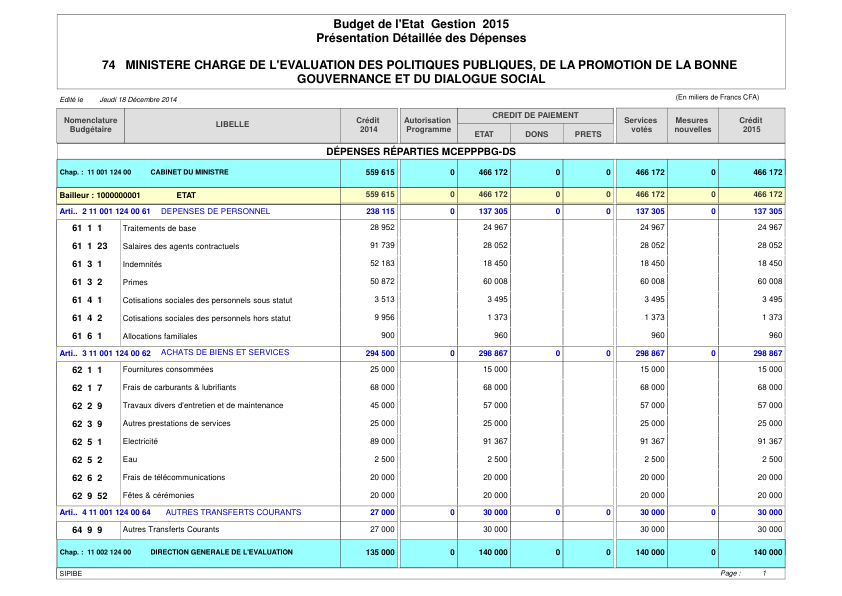 Budget de l'Etat Gestion 2015
Présentation Détaillée des Dépenses
74 MINISTERE CHARGE DE L'EVALUATION DES POLITIQUES PUBLIQUES, DE LA PROMOTION DE LA BONNE
GOUVERNANCE ET DU DIALOGUE SOCIAL
Edité le Jeudi 18 Décembre 2014 (En miliers de Francs CFA)
Nomenclature Budgétaire LIBELLE Crédit 2014 Autorisation Programme CREDIT DE PAIEMENT ETAT DONS PRETS Services votés Mesures nouvelles Crédit 2015
DÉPENSES RÉPARTIES MCEPPPBG-DS
Chap. : 11 001 124 00 CABINET DU MINISTRE 559 615 0 466 172 0 0 466 172 0 466 172
Bailleur : 1000000001 ETAT 559 615 0 466 172 0 0 466 172 0 466 172
Arti.. 2 11 001 124 00 61 DEPENSES DE PERSONNEL 238 115 0 137 305 0 0 137 305 0 137 305
61 1 1 Traitements de base 28 952 24 967 24 967 24 967
61 1 23 Salaires des agents contractuels 91 739 28 052 28 052 28 052
61 3 1 Indemnités 52 183 18 450 18 450 18 450
61 3 2 Primes 50 872 60 008 60 008 60 008
61 4 1 Cotisations sociales des personnels sous statut 3 513 3 495 3 495 3 495
61 4 2 Cotisations sociales des personnels hors statut 9 956 1 373 1 373 1 373
61 6 1 Allocations familiales 900 960 960 960
Arti.. 3 11 001 124 00 62 ACHATS DE BIENS ET SERVICES 294 500 0 298 867 0 0 298 867 0 298 867
62 1 1 Fournitures consommées 25 000 15 000 15 000 15 000
62 1 7 Frais de carburants & lubrifiants 68 000 68 000 68 000 68 000
62 2 9 Travaux divers d'entretien et de maintenance 45 000 57 000 57 000 57 000
62 3 9 Autres prestations de services 25 000 25 000 25 000 25 000
62 5 1 Electricité 89 000 91 367 91 367 91 367
62 5 2 Eau 2 500 2 500 2 500 2 500
62 6 2 Frais de télécommunications 20 000 20 000 20 000 20 000
62 9 52 Fêtes & cérémonies 20 000 20 000 20 000 20 000
Arti.. 4 11 001 124 00 64 AUTRES TRANSFERTS COURANTS 27 000 0 30 000 0 0 30 000 0 30 000
64 9 9 Autres Transferts Courants 27 000 30 000 30 000 30 000
Chap. : 11 002 124 00 DIRECTION GENERALE DE L'EVALUATION 135 000 0 140 000 0 0 140 000 0 140 000
SIPIBE Page : 1